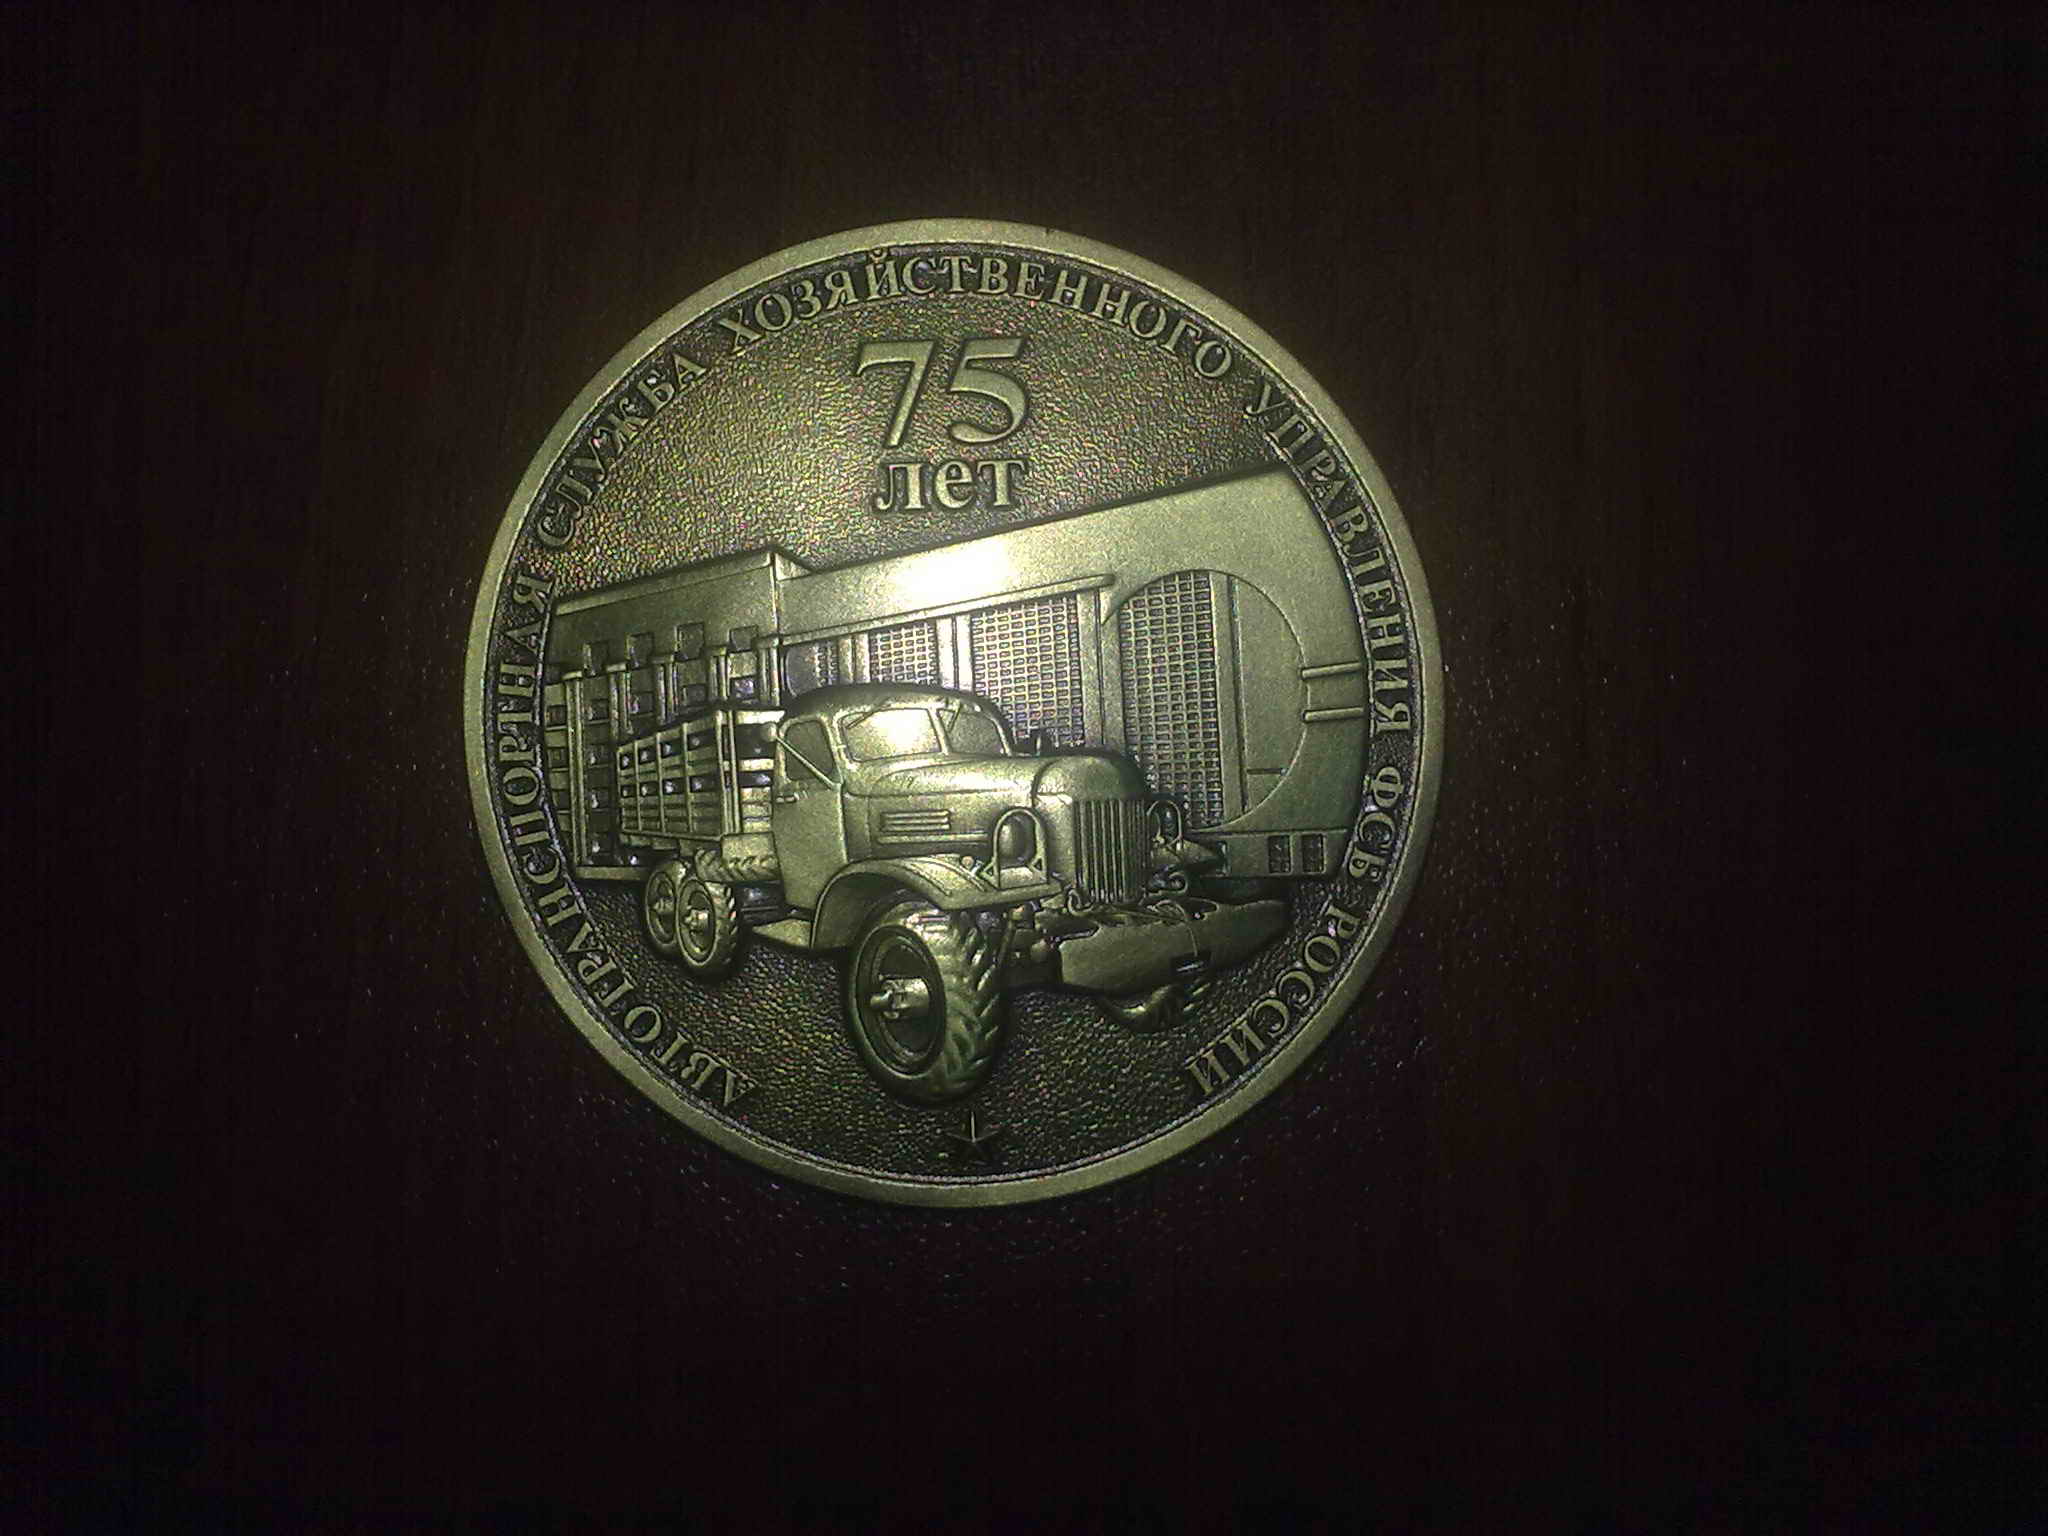 АВТОТРАНСПОРТНАЯ СЛУЖБА ХОЗЯЙСТВЕННОГО УПРАВЛЕНИЯ ФСБ РОССИИ
75
лет